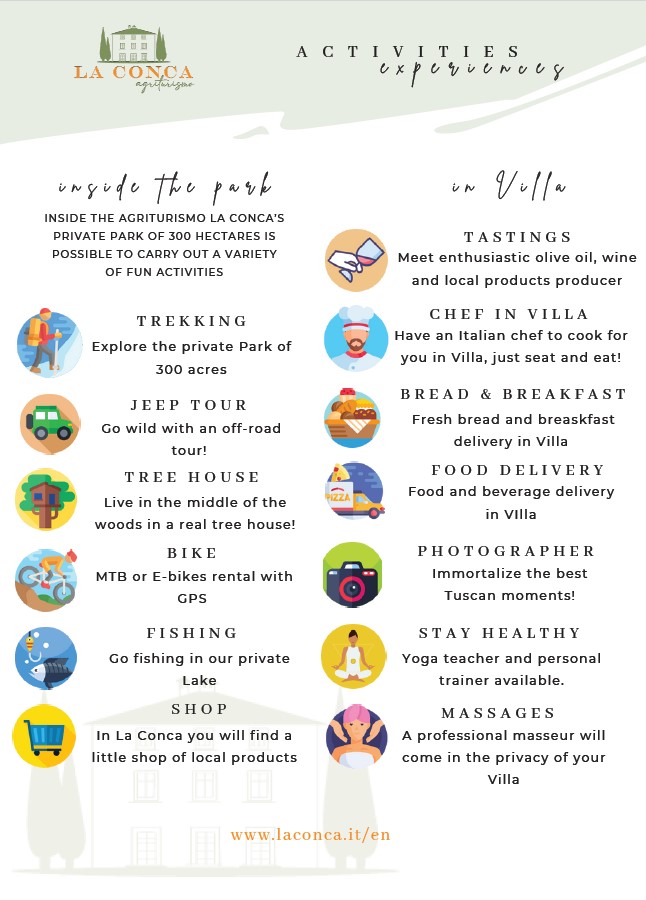 LA CONCA
agriturismo
ACTIVITIES
experiences
inside the park
INSIDE THE AGRITURISMO LA CONCA'S
PRIVATE PARK OF 300 HECTARES IS
POSSIBLE TO CARRY OUT A VARIETY
OF FUN ACTIVITIES
TREKKING
Explore the private Park of
300 acres
JEEP TOUR
Go wild with an off-road
tour!
TREE HOUSE
Live in the middle of the
woods in a real tree house!
BIKE
MTB or E-bikes rental with
GPS
FISHING
Go fishing in our private
Lake
SHOP
In La Conca you will find a
little shop of local products
in Villa
TASTINGS
Meet enthusiastic olive oil, wine
and local products producer
CHEF IN VILLA
Have an Italian chef to cook for
you in Villa, just seat and eat!
BREAD & BREAKFAST
Fresh bread and breaskfast
delivery in Villa
FOOD DELIVERY
Food and beverage delivery
in VIlla
PIZZA
PHOTOGRAPHER
Immortalize the best
Tuscan moments!
STAY HEALTHY
Yoga teacher and personal
trainer available.
MASSAGES
A professional masseur will
come in the privacy of your
Villa
www.laconca.it/en